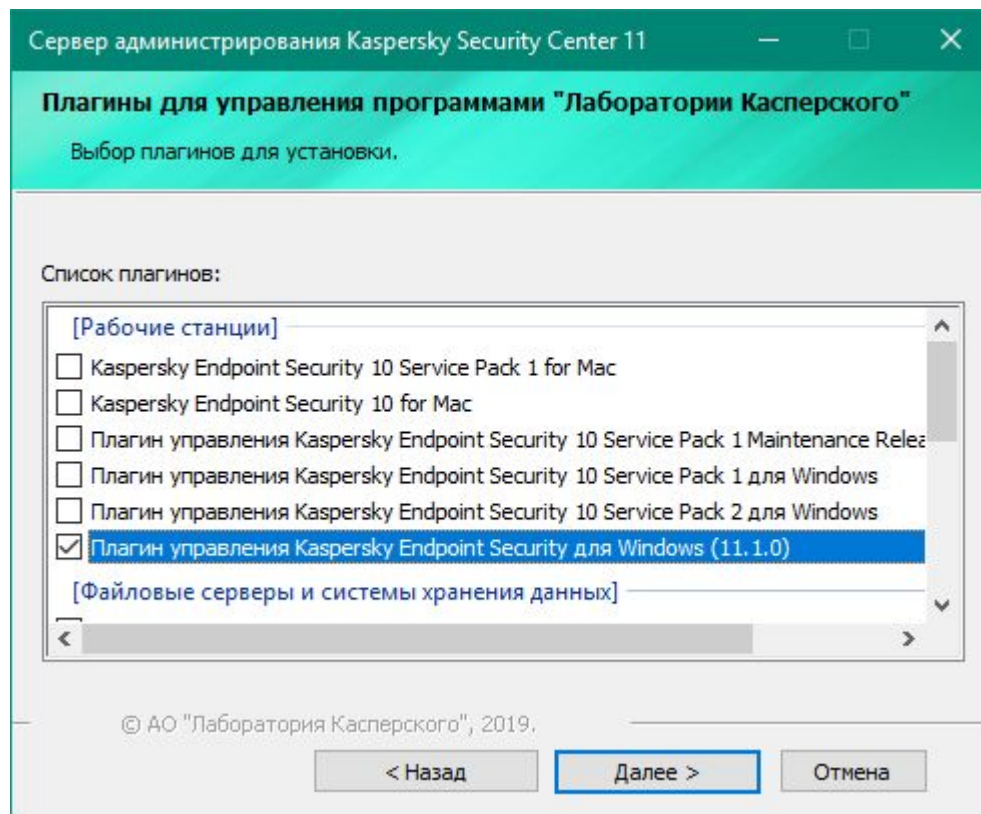 Сервер администрирования Kaspersky Security Center 11
Плагины для управления программами "Лаборатории Касперского"
Выбор плагинов для установки.
Список плагинов:
[Рабочие станции]
Kaspersky Endpoint Security 10 Service Pack 1 for Mac
Kaspersky Endpoint Security 10 for Mac
Плагин управления Kaspersky Endpoint Security 10 Service Pack 1 Maintenance Relea
Плагин управления Kaspersky Endpoint Security 10 Service Pack 1 для Windows
Плагин управления Kaspersky Endpoint Security 10 Service Pack 2 для Windows
Плагин управления Kaspersky Endpoint Security для Windows (11.1.0)
[Файловые серверы и системы хранения данных]
© АО "Лаборатория Касперского", 2019.
< Назад Далее > Отмена